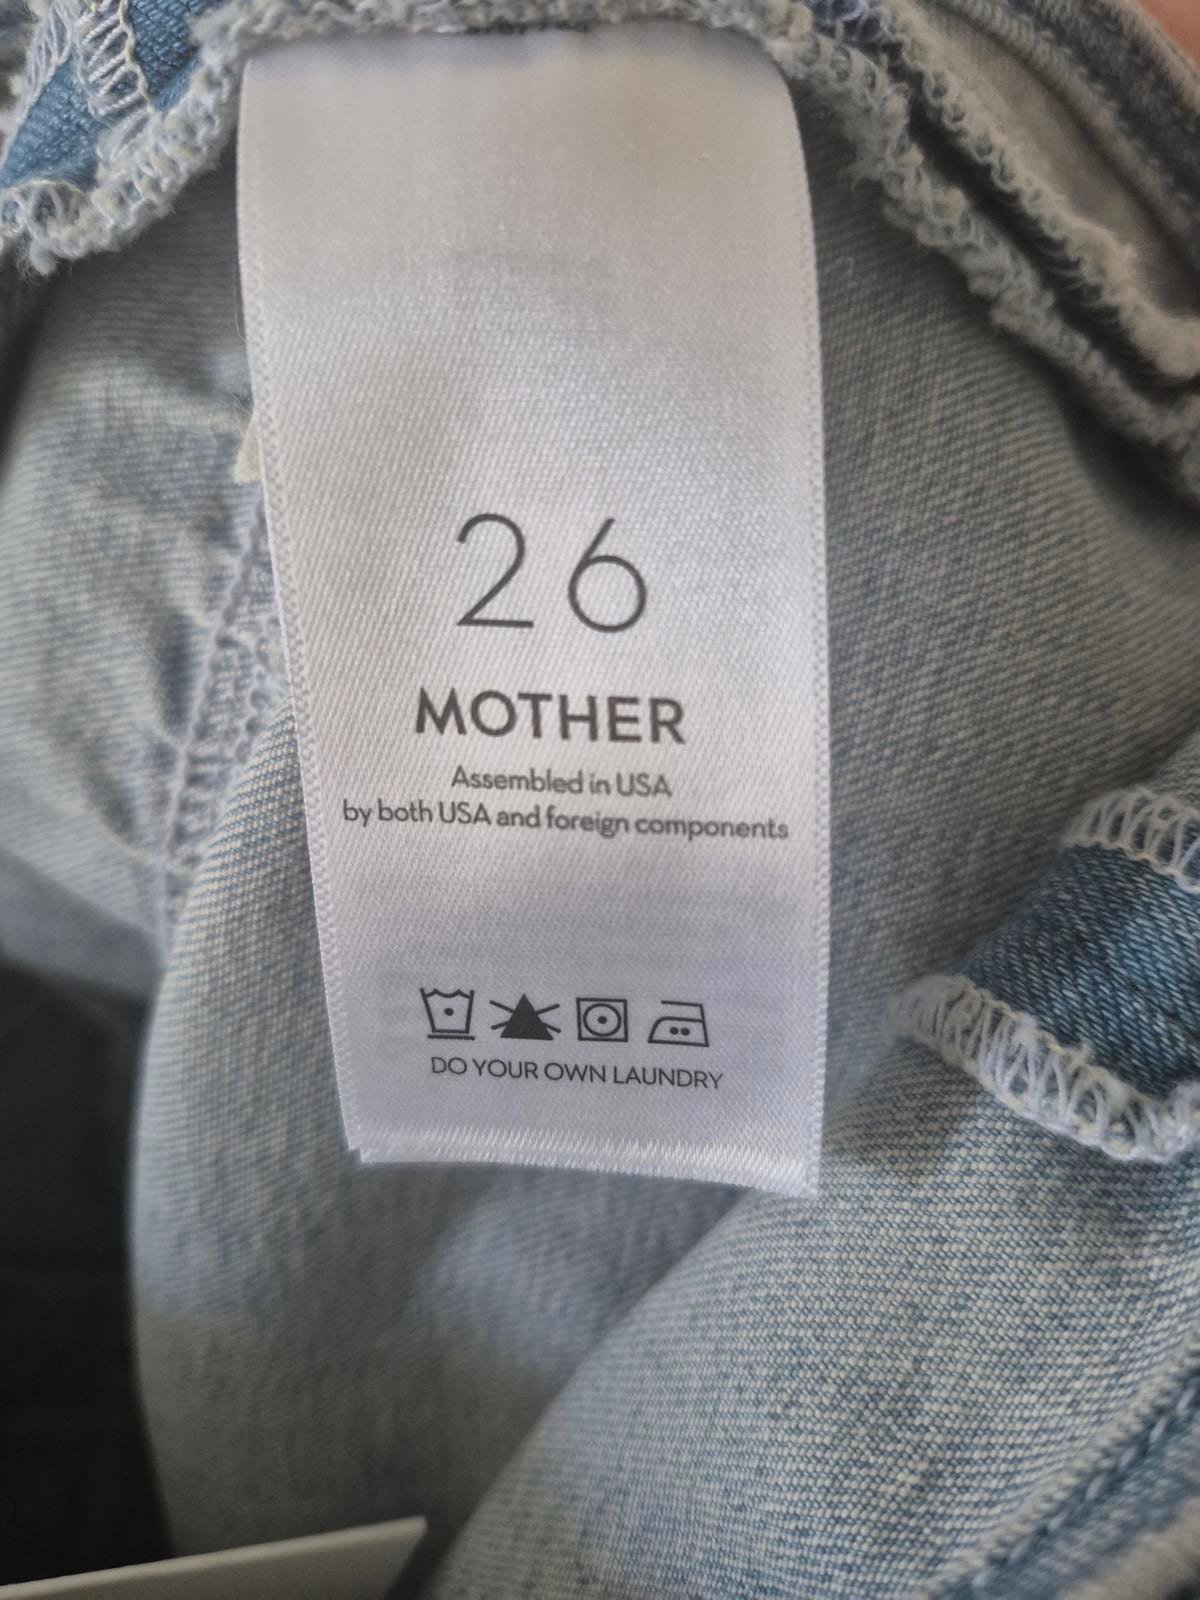 26
MOTHER
Assembled in USA
by both USA and foreign components
DO YOUR OWN LAUNDRY